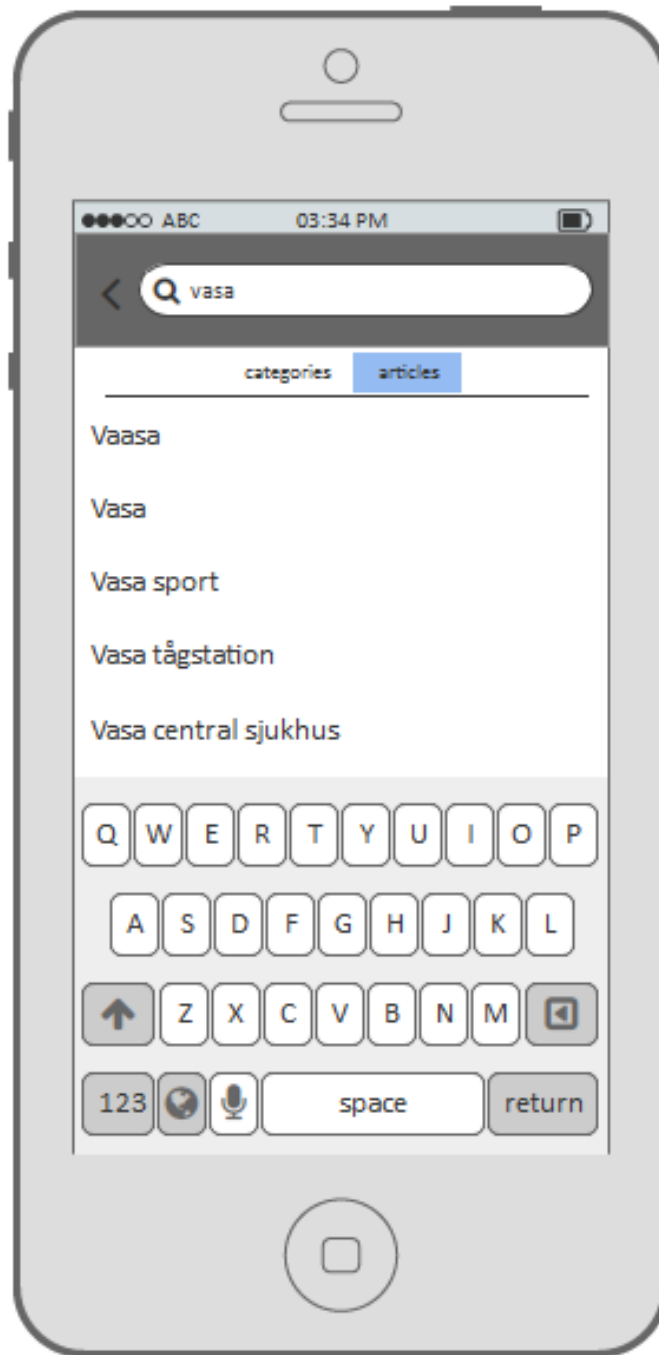 ABC 03:34 PM
vasa
categories articles
Vaasa
Vasa
Vasa sport
Vasa tågstation
Vasa central sjukhus
Q W E R T Y U I O P
A S D F G H J K L
Z X C V B N M
123 space return